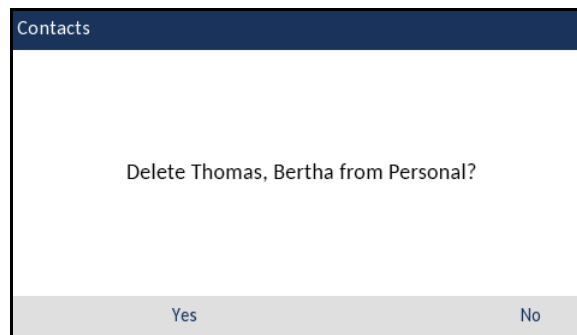 Contacts
Delete Thomas, Bertha from Personal?
Yes No